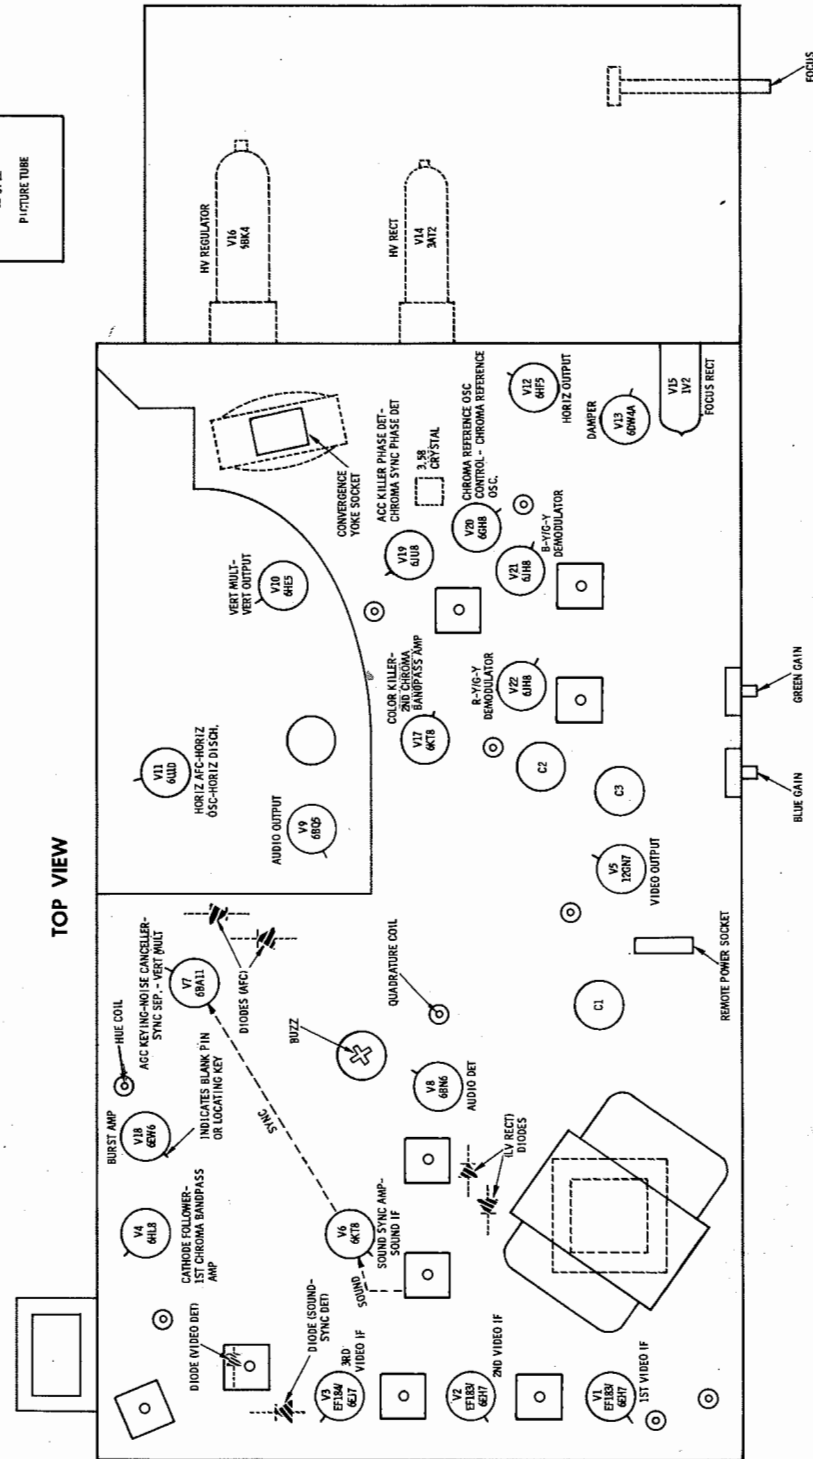 TOP VIEW
PICTURE TUBE
FOCUS
HV REGULATOR
V16
6BK4
HV RECT
V14
3AT2
V15
1V2
FOCUS RECT
V12
6HF5
HORIZ OUTPUT
DAMPER
V13
6DW4A
CONVERGENCE
YOKE SOCKET
ACC KILLER PHASE DET-
CHROMA SYNC PHASE DET
V19
6JU8
3.58
CRYSTAL
CHROMA REFERENCE OSC
CONTROL - CHROMA REFERENCE
OSC.
V20
6GH8
V21
6JH8
B-Y/G-Y
DEMODULATOR
VERT MULT-
VERT OUTPUT
V10
6HE5
COLOR KILLER-
2ND CHROMA
BANDPASS AMP
V17
6KT8
R-Y/G-Y
DEMODULATOR
V22
6JH8
GREEN GAIN
BLUE GAIN
V11
6U10
HORIZ AFC-HORIZ
OSC-HORIZ DISCH.
AUDIO OUTPUT
V9
6BQ5
C2
C3
V5
12GN7
VIDEO OUTPUT
DIODES (AFC)
AGC KEYING-NOISE CANCELLER-
SYNC SEP. - VERT MULT
V7
6BA11
HUE COIL
QUADRATURE COIL
REMOTE POWER SOCKET
C1
BUZZ
BURST AMP
V18
6EW6
INDICATES BLANK PIN
OR LOCATING KEY
SYNC
V8
6BN6
AUDIO DET
(LV RECT)
DIODES
V4
6HL8
CATHODE FOLLOWER-
1ST CHROMA BANDPASS
AMP
V6
6KT8
SOUND SYNC AMP-
SOUND IF
SOUND
DIODE (VIDEO DET)
DIODE (SOUND-
SYNC DET)
V3
EF184/
6EJ7
3RD
VIDEO IF
V2
EF183/
6EH7
2ND VIDEO IF
V1
EF183/
6EH7
1ST VIDEO IF